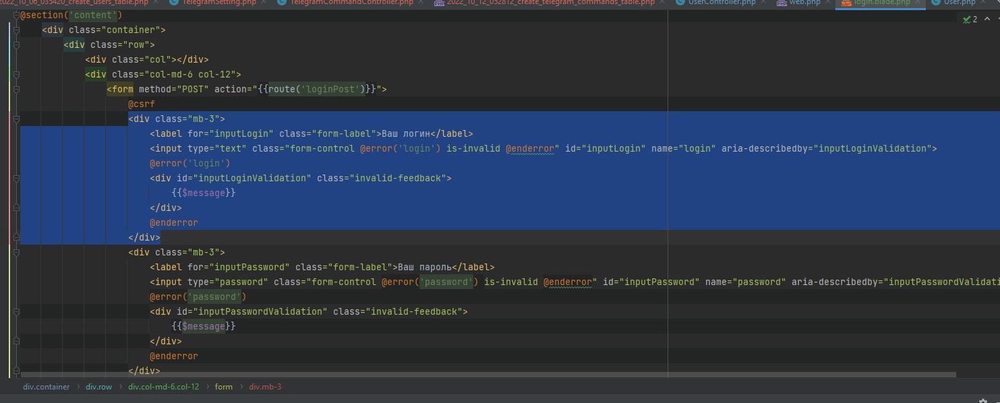 2022_10_06_035420_create_users_table.php × TelegramSetting.php × TelegramCommandController.php × PHP 2022_10_12_052812_create_telegram_commands_table.php × UserController.php × PHP web.php × login.blade.php × User.php ×
@section('content')
2
<div class="container">
<div class="row">
<div class="col"></div>
<div class="col-md-6 col-12">
<form method="POST" action="{{route('loginPost')}}">
@csrf
<div class="mb-3">
<label for="inputLogin" class="form-label">Ваш логин</label>
<input type="text" class="form-control @error('login') is-invalid @enderror" id="inputLogin" name="login" aria-describedby="inputLoginValidation">
@error('login')
<div id="inputLoginValidation" class="invalid-feedback">
{{$message}}
</div>
@enderror
</div>
<div class="mb-3">
<label for="inputPassword" class="form-label">Ваш пароль</label>
<input type="password" class="form-control @error('password') is-invalid @enderror" id="inputPassword" name="password" aria-describedby="inputPasswordValidati
@error('password')
<div id="inputPasswordValidation" class="invalid-feedback">
{{$message}}
</div>
@enderror
</div>
div.container › div.row › div.col-md-6.col-12 › form › div.mb-3